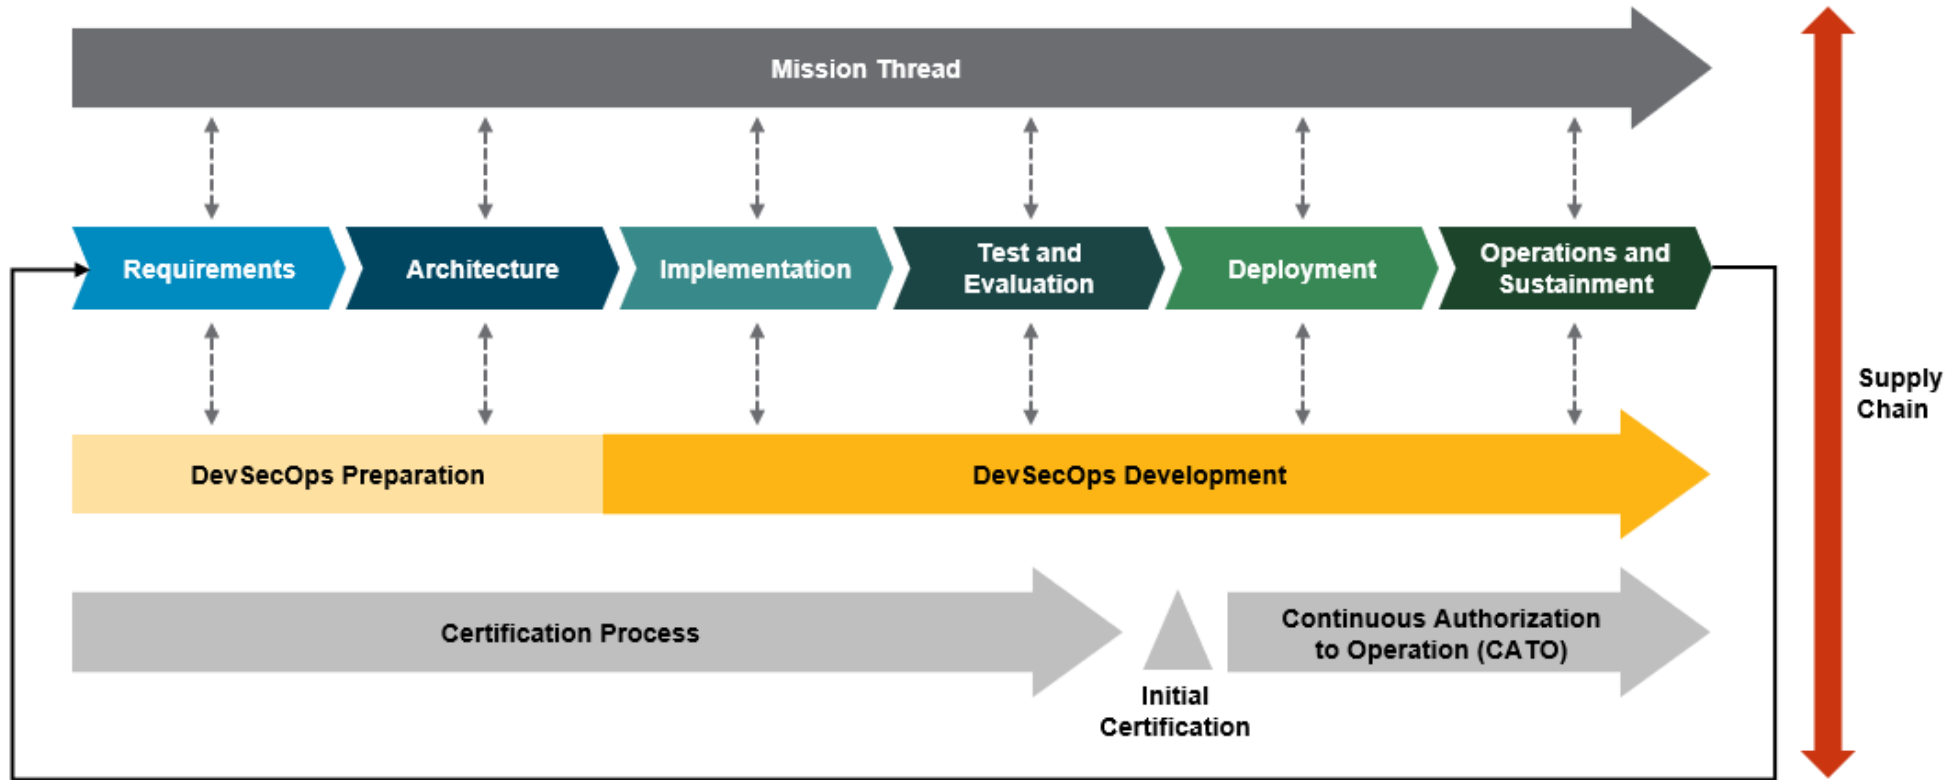 Mission Thread
Requirements
Architecture
Implementation
Test and
Evaluation
Deployment
Operations and
Sustainment
Supply
Chain
DevSecOps Preparation
DevSecOps Development
Certification Process
Initial
Certification
Continuous Authorization
to Operation (CATO)